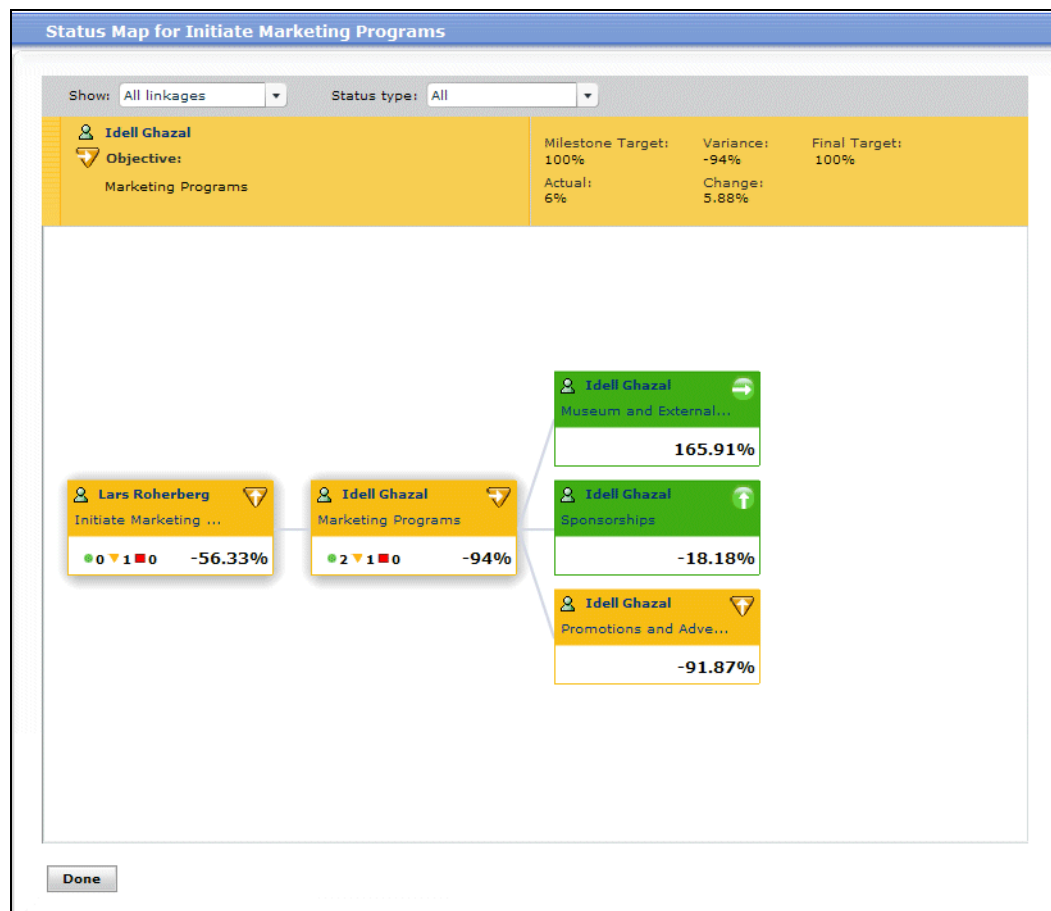 Status Map for Initiate Marketing Programs
Show: All linkages Status type: All
Idell Ghazal
Objective:
Marketing Programs
Milestone Target: Variance: Final Target:
100% -94% 100%
Actual: Change:
6% 5.88%
Idell Ghazal
Museum and External...
165.91%
Lars Roherberg
Initiate Marketing ...
0 1 0 -56.33%
Idell Ghazal
Marketing Programs
2 1 0 -94%
Idell Ghazal
Sponsorships
-18.18%
Idell Ghazal
Promotions and Adve...
-91.87%
Done